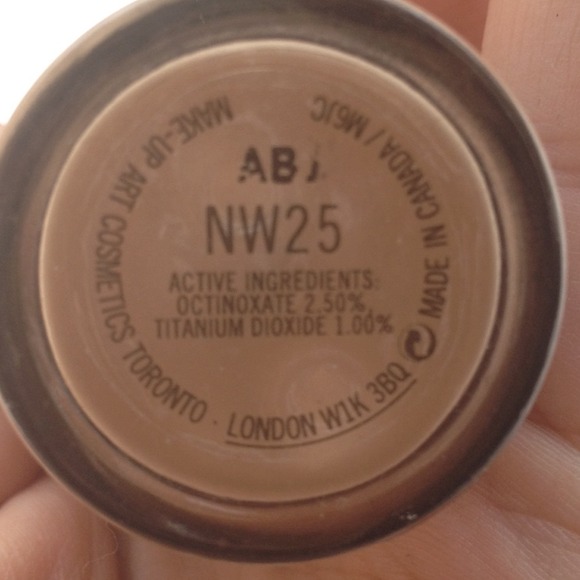 NW25
ACTIVE INGREDIENTS:
OCTINOXATE 2.50%,
TITANIUM DIOXIDE 1.00%
MAKE-UP ART COSMETICS TORONTO · LONDON W1K 3BQ
MADE IN CANADA / M6JC